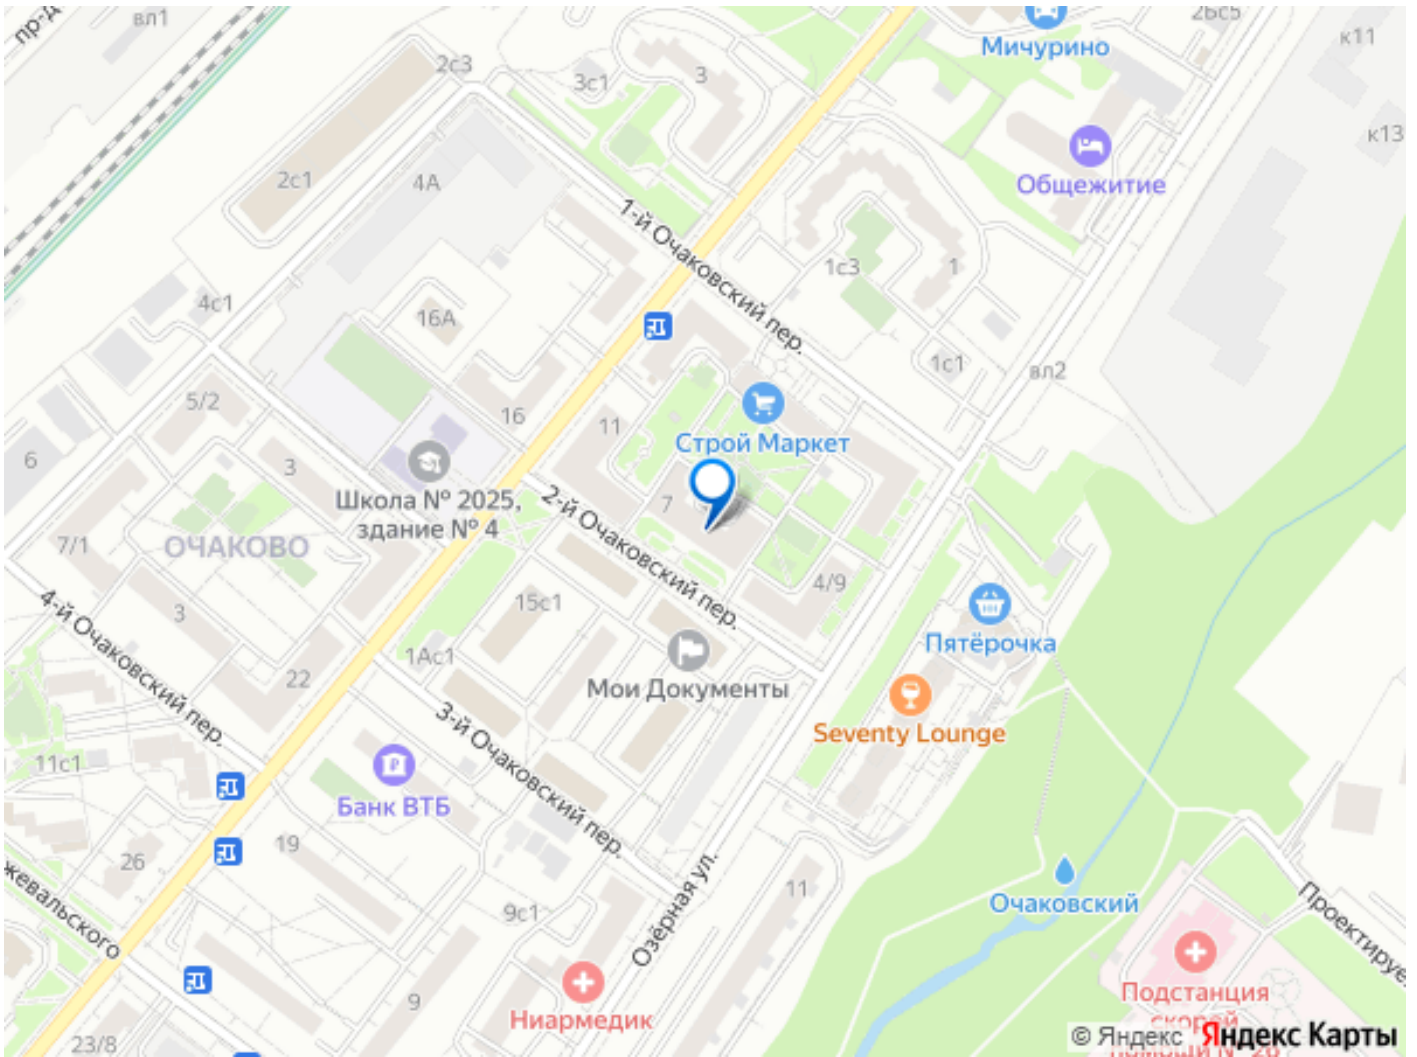 пр-д
вл1
2с3
3с1
3
Мичурино
2бс5
к11
к13
Общежитие
2с1
4А
1-й Очаковский пер.
1с3
1
4с1
16А
1с1
вл2
5/2
16
11
Строй Маркет
6
3
Школа № 2025,
здание № 4
7
2-й Очаковский пер.
7/1
ОЧАКОВО
15с1
4/9
Пятёрочка
4-й Очаковский пер.
3
22
1Ас1
Мои Документы
Seventy Lounge
3-й Очаковский пер.
11с1
Банк ВТБ
19
26
жевальского
9с1
Озёрная ул.
11
Очаковский
Проектируе
9
Ниармедик
Подстанция
скорой
23/8
© Яндекс Яндекс Карты